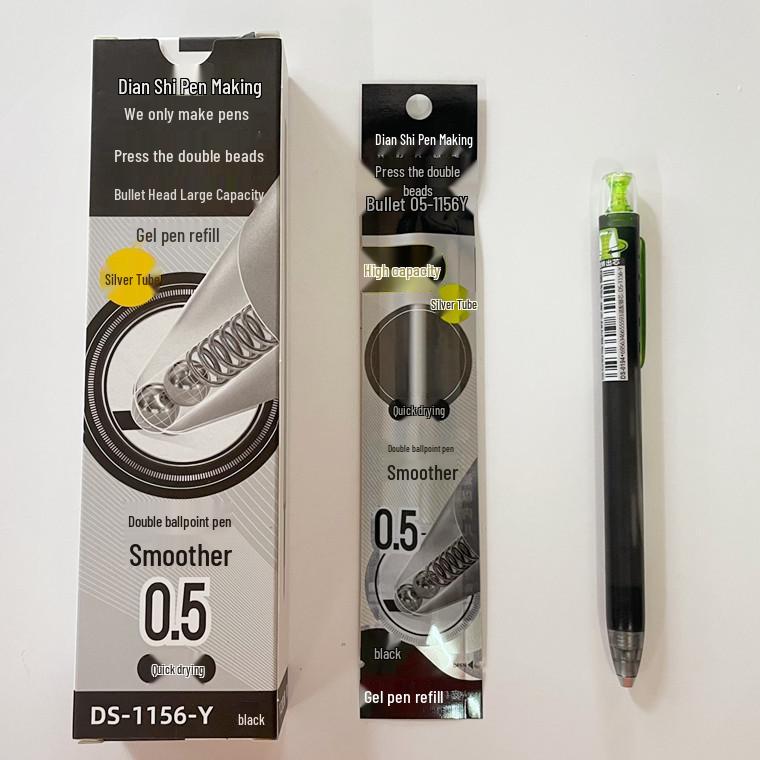 Dian Shi Pen Making
We only make pens
Press the double beads
Bullet Head Large Capacity
Gel pen refill
Silver Tube
Double ballpoint pen
Smoother
0.5
Quick drying
DS-1156-Y
black
Dian Shi Pen Making
Press the double
beads
Bullet 05-1156Y
High capacity
Silver Tube
Quick drying
Double ballpoint pen
Smoother
0.5
black
OPEN
Gel pen refill